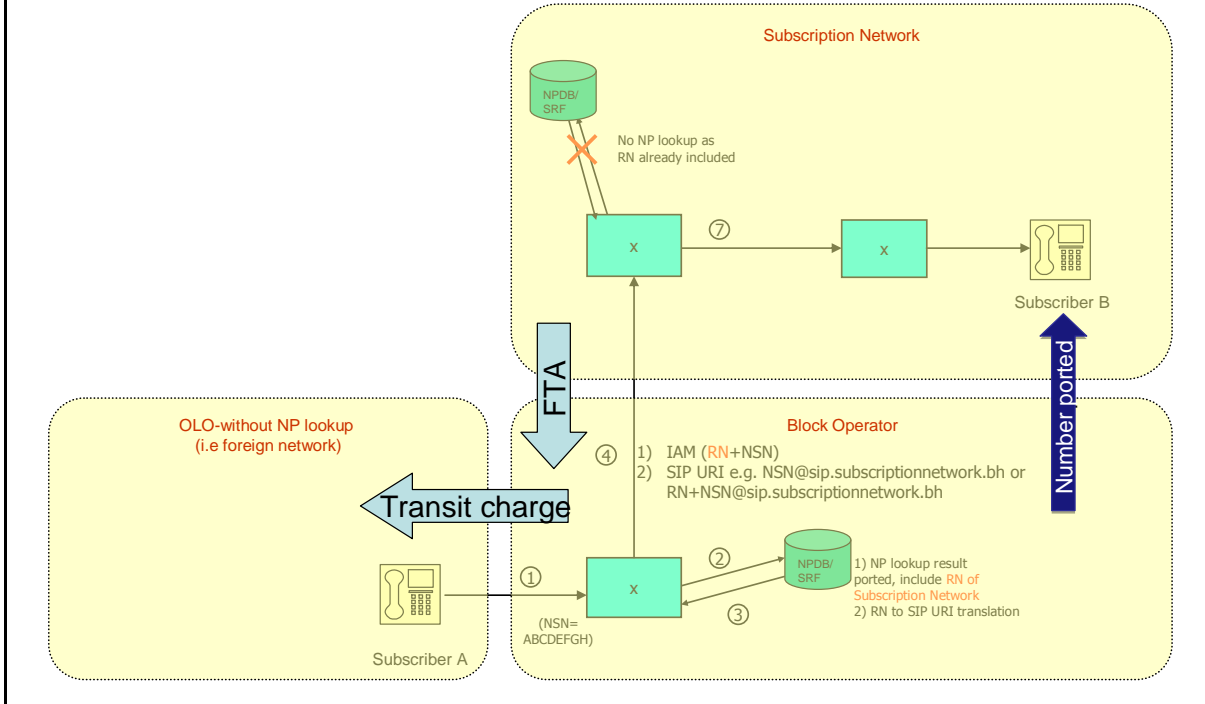 Subscription Network
NPDB/
SRF
No NP lookup as
RN already included
x
⑦
x
Subscriber B
FTA
Number ported
OLO-without NP lookup
(i.e foreign network)
Block Operator
④
1) IAM (RN+NSN)
2) SIP URI e.g. NSN@sip.subscriptionnetwork.bh or
RN+NSN@sip.subscriptionnetwork.bh
Transit charge
①
x
②
③
NPDB/
SRF
1) NP lookup result
ported, include RN of
Subscription Network
2) RN to SIP URI translation
(NSN=
ABCDEFGH)
Subscriber A